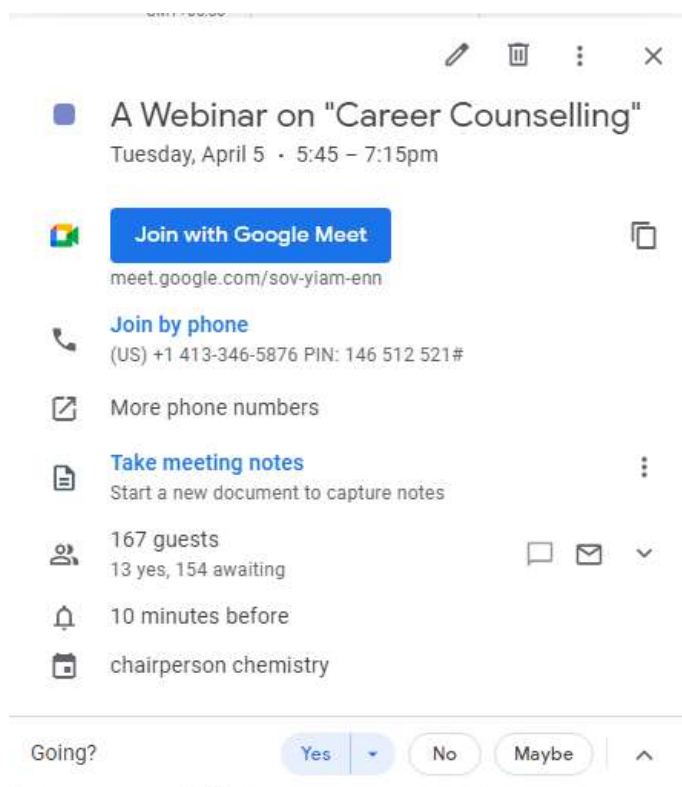 A Webinar on "Career Counselling"
Tuesday, April 5 · 5:45 – 7:15pm
Join with Google Meet
meet.google.com/sov-yiam-enn
Join by phone
(US) +1 413-346-5876 PIN: 146 512 521#
More phone numbers
Take meeting notes
Start a new document to capture notes
167 guests
13 yes, 154 awaiting
10 minutes before
chairperson chemistry
Going? Yes No Maybe